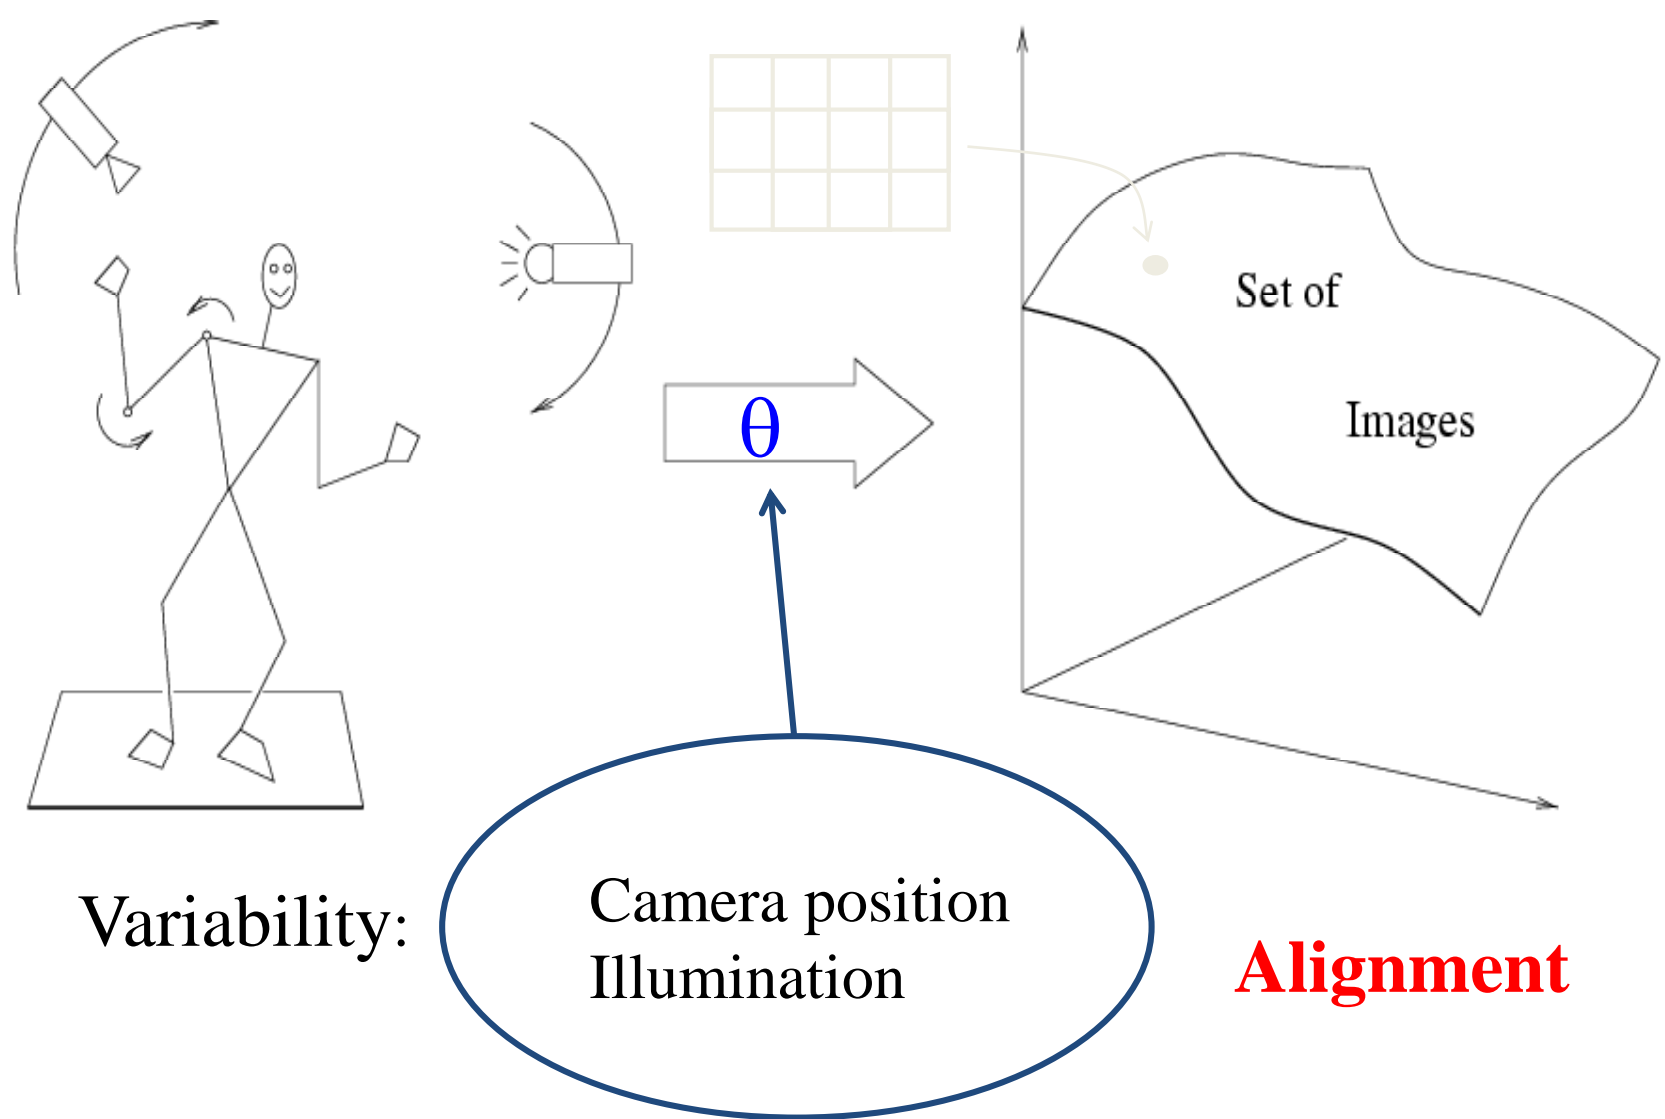 Set of
Images
θ
Variability:
Camera position
Illumination
Alignment